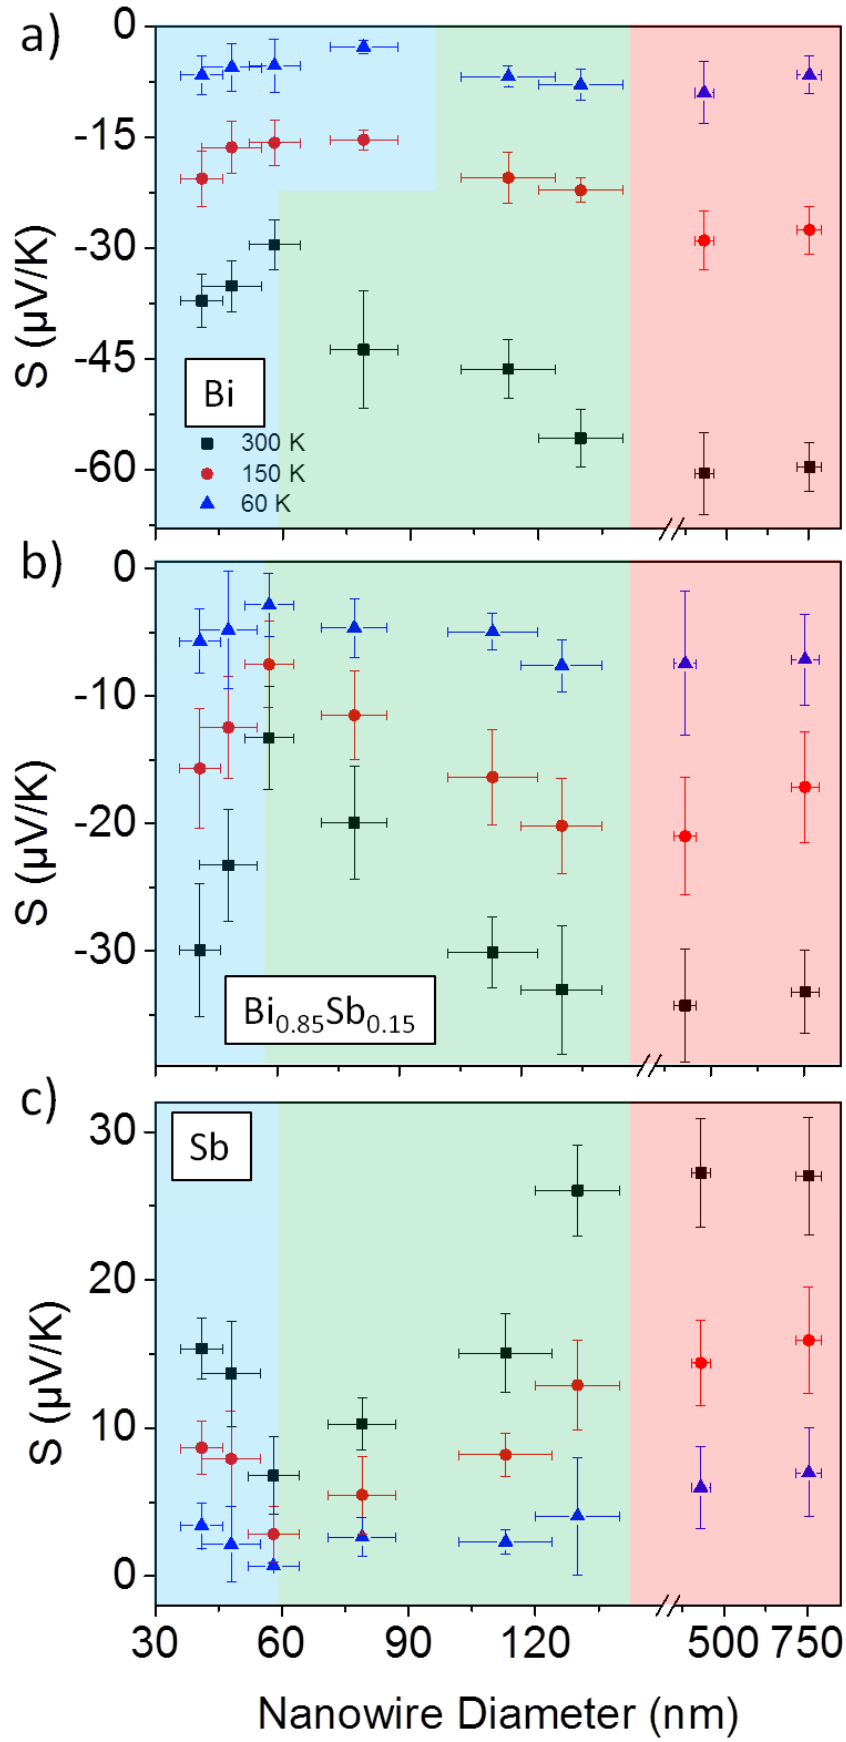 a)
0
-15
-30
-45
-60
S (µV/K)
Bi
300 K
150 K
60 K
b)
0
-10
-20
-30
S (µV/K)
Bi0.85Sb0.15
c)
30
20
10
0
S (µV/K)
Sb
30 60 90 120 500 750
Nanowire Diameter (nm)